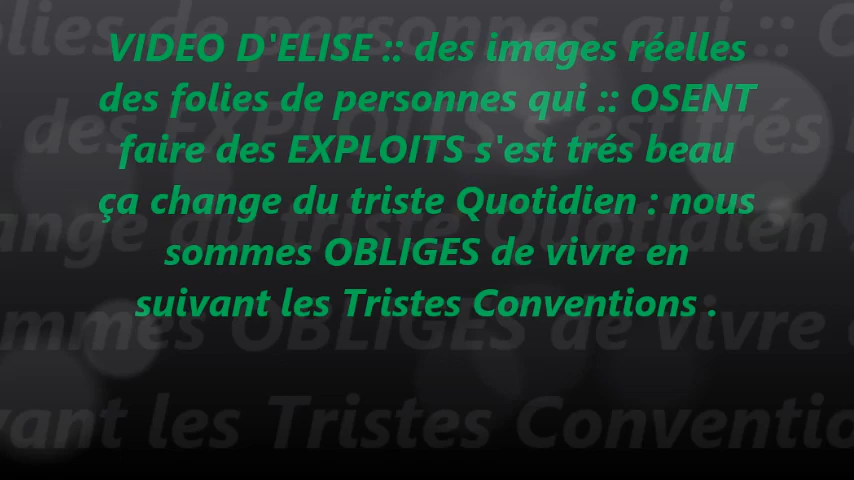 VIDEO D'ELISE :: des images réelles
des folies de personnes qui :: OSENT
faire des EXPLOITS s'est trés beau
ça change du triste Quotidien : nous
sommes OBLIGES de vivre en
suivant les Tristes Conventions .